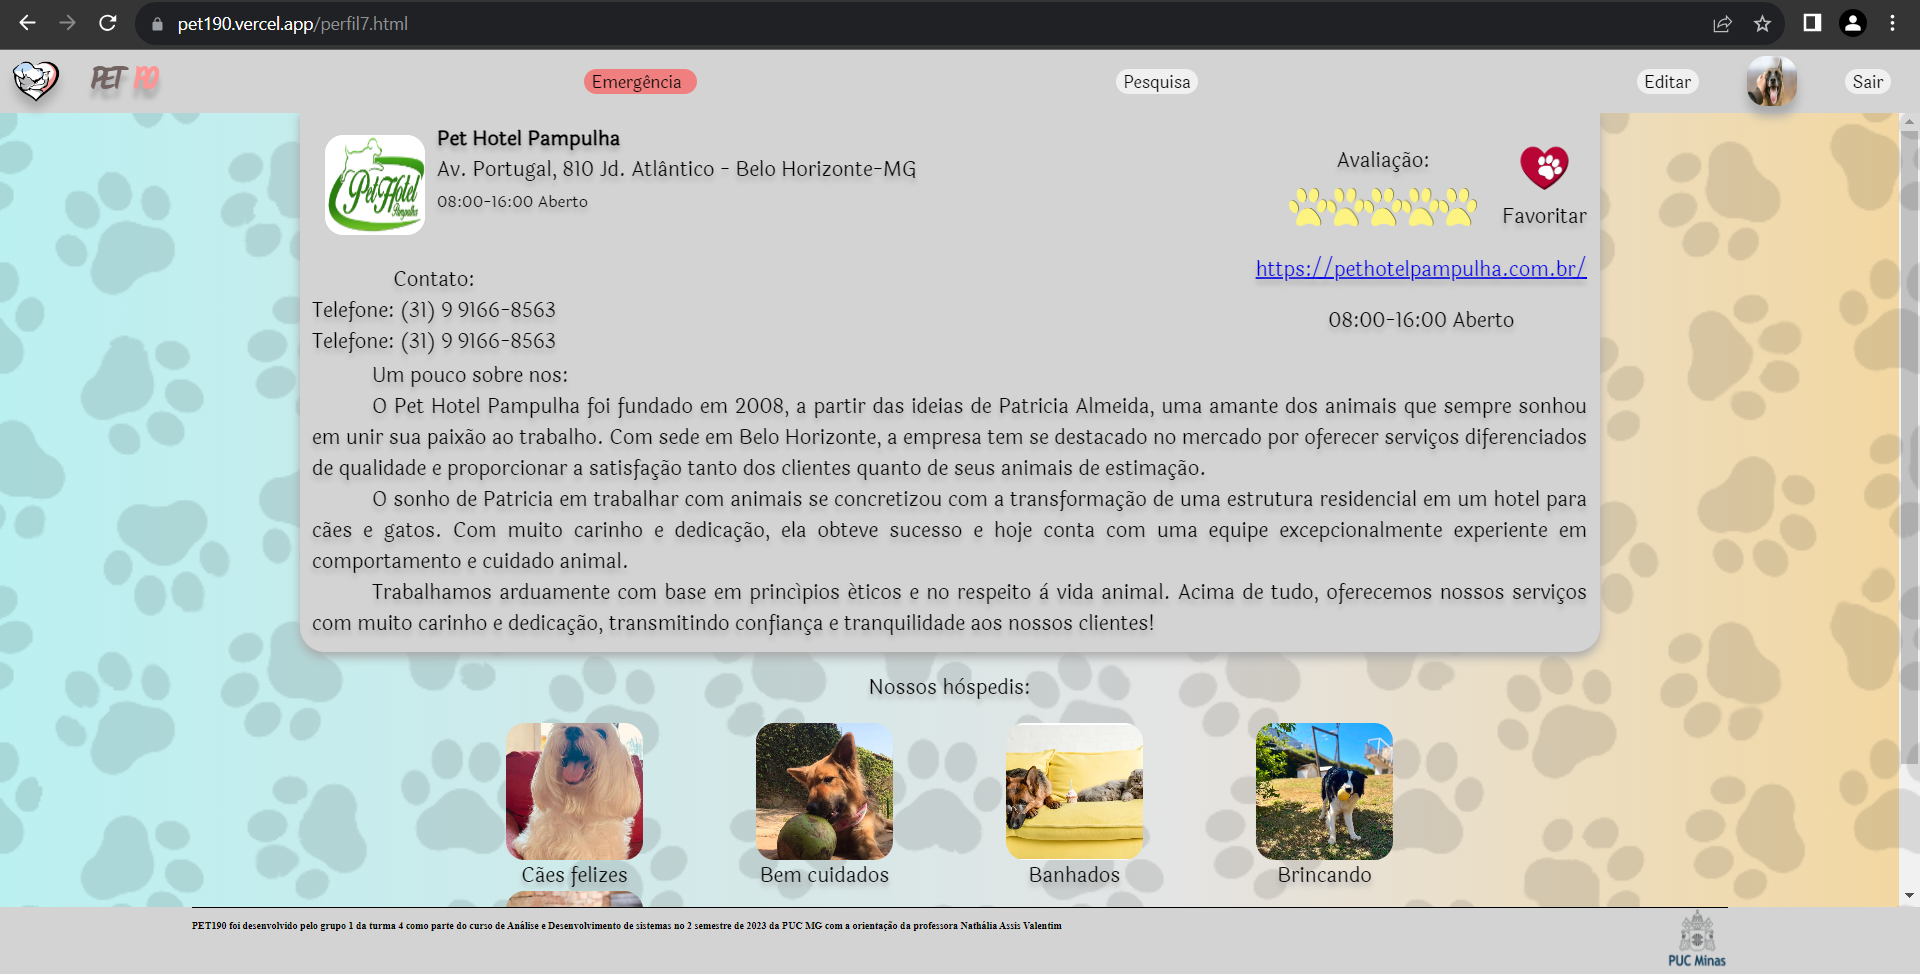 pet190.vercel.app/perfil7.html
PET 190
Emergência
Pesquisa
Editar
Sair
Pet Hotel Pampulha
Pet Hotel
Pampulha
Av. Portugal, 810 Jd. Atlântico - Belo Horizonte-MG
08:00-16:00 Aberto
Avaliação:
Favoritar
https://pethotelpampulha.com.br/
08:00-16:00 Aberto
Contato:
Telefone: (31) 9 9166-8563
Telefone: (31) 9 9166-8563
Um pouco sobre nos:
O Pet Hotel Pampulha foi fundado em 2008, a partir das ideias de Patricia Almeida, uma amante dos animais que sempre sonhou
em unir sua paixão ao trabalho. Com sede em Belo Horizonte, a empresa tem se destacado no mercado por oferecer serviços diferenciados
de qualidade e proporcionar a satisfação tanto dos clientes quanto de seus animais de estimação.
O sonho de Patricia em trabalhar com animais se concretizou com a transformação de uma estrutura residencial em um hotel para
cães e gatos. Com muito carinho e dedicação, ela obteve sucesso e hoje conta com uma equipe excepcionalmente experiente em
comportamento e cuidado animal.
Trabalhamos arduamente com base em princìpios èticos e no respeito á vida animal. Acima de tudo, oferecemos nossos serviços
com muito carinho e dedicação, transmitindo confiança e tranquilidade aos nossos clientes!
Nossos hóspedis:
Cães felizes
Bem cuidados
Banhados
Brincando
PET190 foi desenvolvido pelo grupo 1 da turma 4 como parte do curso de Análise e Desenvolvimento de sistemas no 2 semestre de 2023 da PUC MG com a orientação da professora Nathália Assis Valentim
PUC Minas